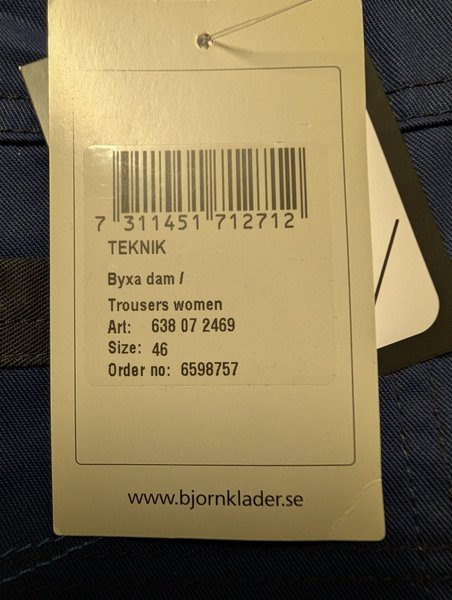 7 311451 712712
TEKNIK
Byxa dam /
Trousers women
Art: 638 07 2469
Size: 46
Order no: 6598757
www.bjornklader.se